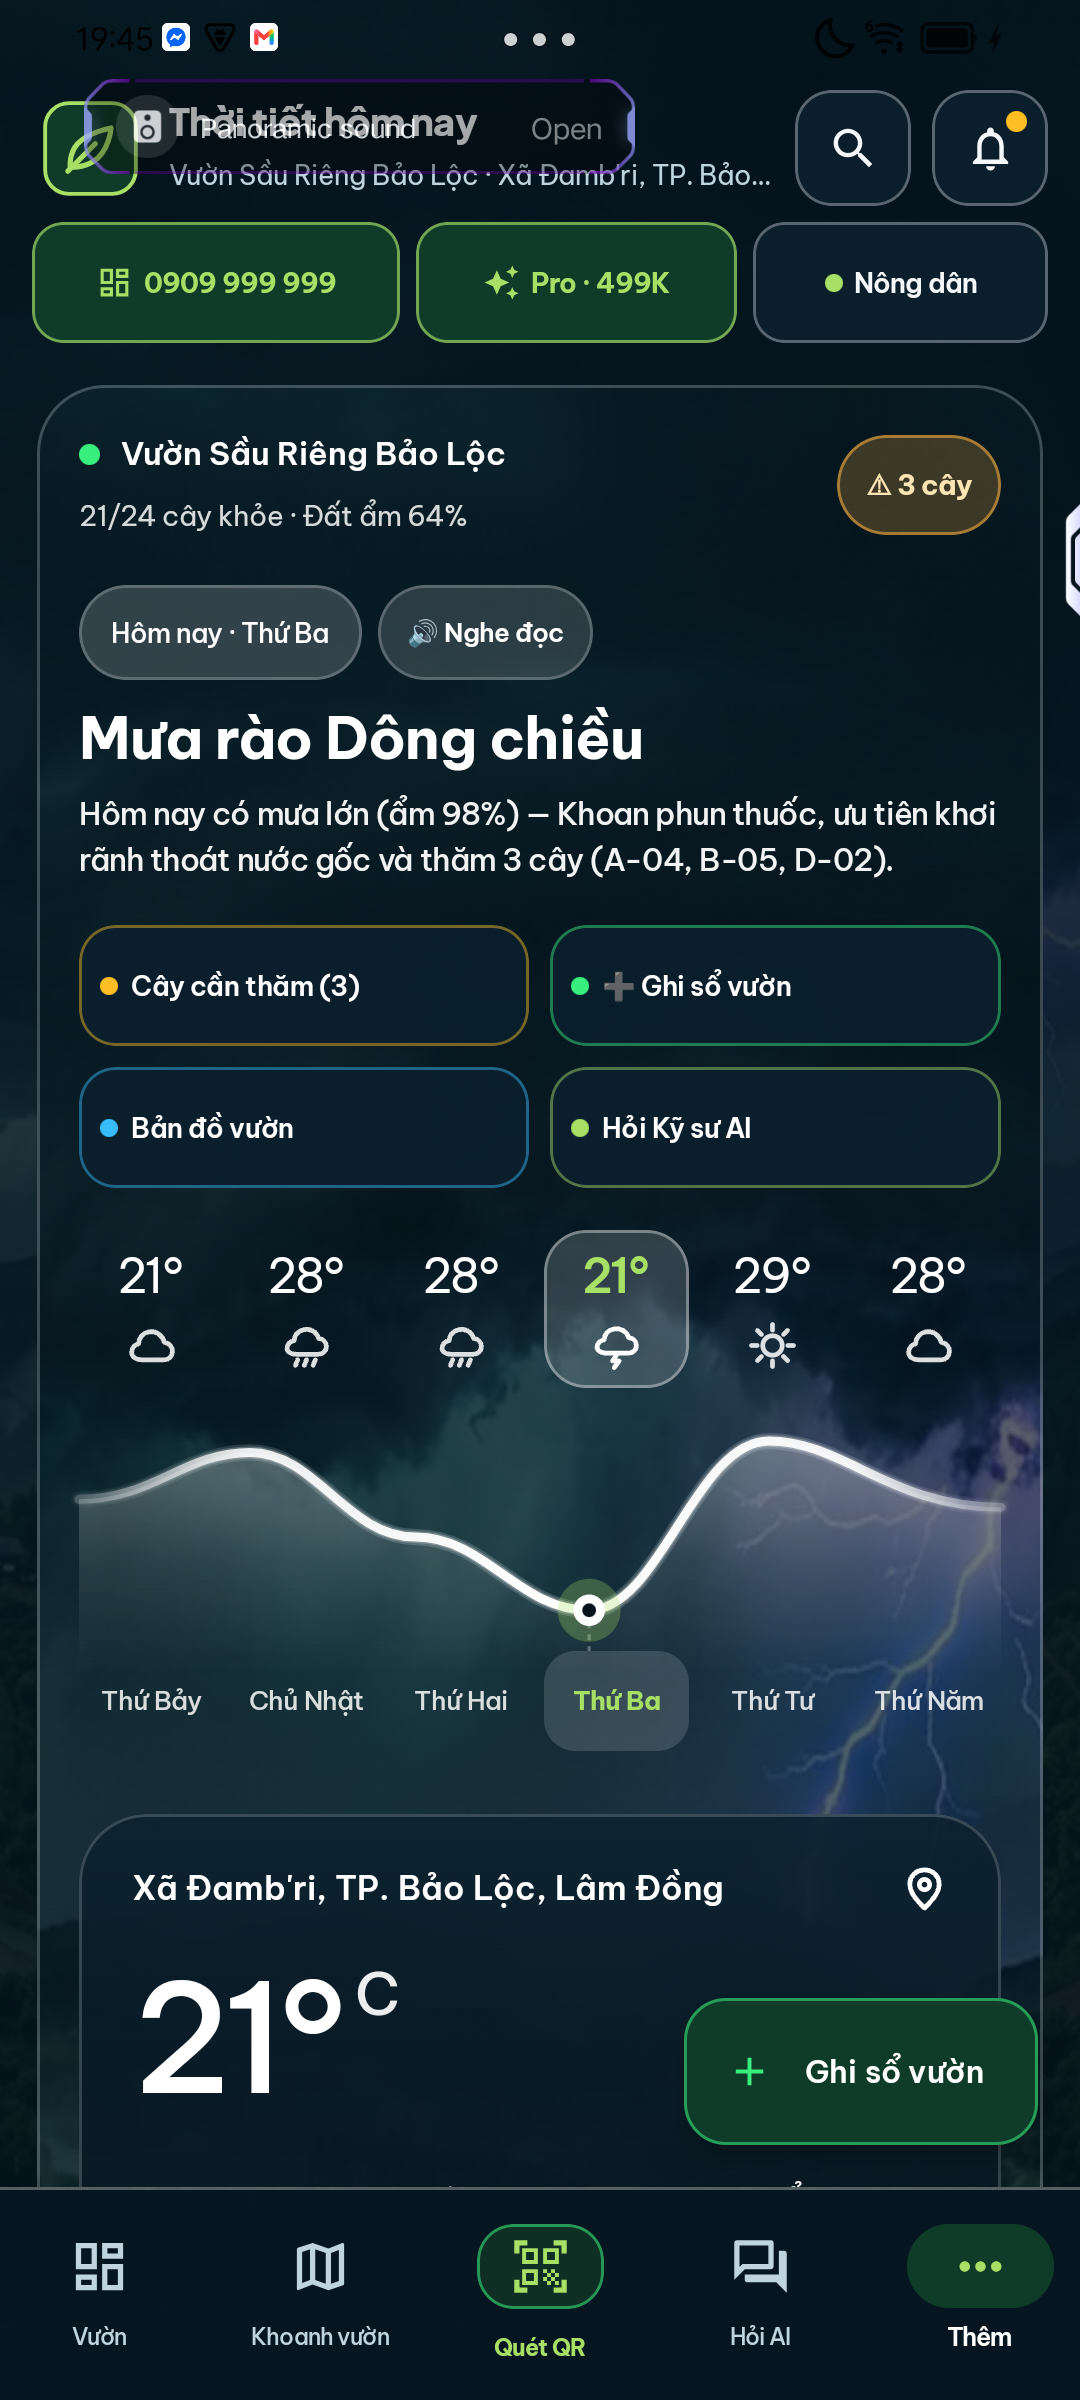 19:45
Thời tiết hôm nay
Panoramic sound
Open
Vườn Sầu Riêng Bảo Lộc · Xã Đamb'ri, TP. Bảo...
0909 999 999
Pro · 499K
Nông dân
Vườn Sầu Riêng Bảo Lộc
21/24 cây khỏe · Đất ẩm 64%
⚠ 3 cây
Hôm nay · Thứ Ba
🔊 Nghe đọc
Mưa rào Dông chiều
Hôm nay có mưa lớn (ẩm 98%) — Khoan phun thuốc, ưu tiên khơi
rãnh thoát nước gốc và thăm 3 cây (A-04, B-05, D-02).
Cây cần thăm (3)
➕ Ghi sổ vườn
Bản đồ vườn
Hỏi Kỹ sư AI
21° 28° 28° 21° 29° 28°
Thứ Bảy Chủ Nhật Thứ Hai Thứ Ba Thứ Tư Thứ Năm
Xã Đamb'ri, TP. Bảo Lộc, Lâm Đồng
21° C
Ghi sổ vườn
Vườn
Khoanh vườn
Quét QR
Hỏi AI
Thêm